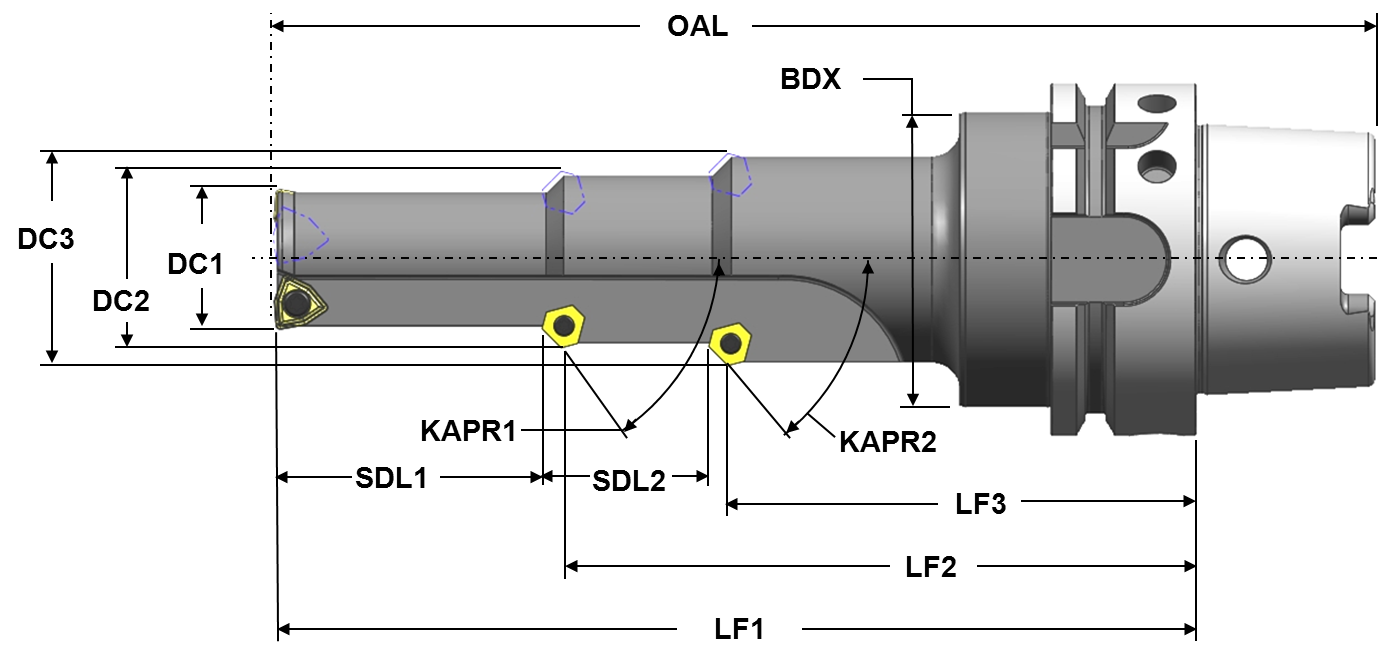 OAL
BDX
DC3
DC1
DC2
KAPR1
KAPR2
SDL1
SDL2
LF3
LF2
LF1